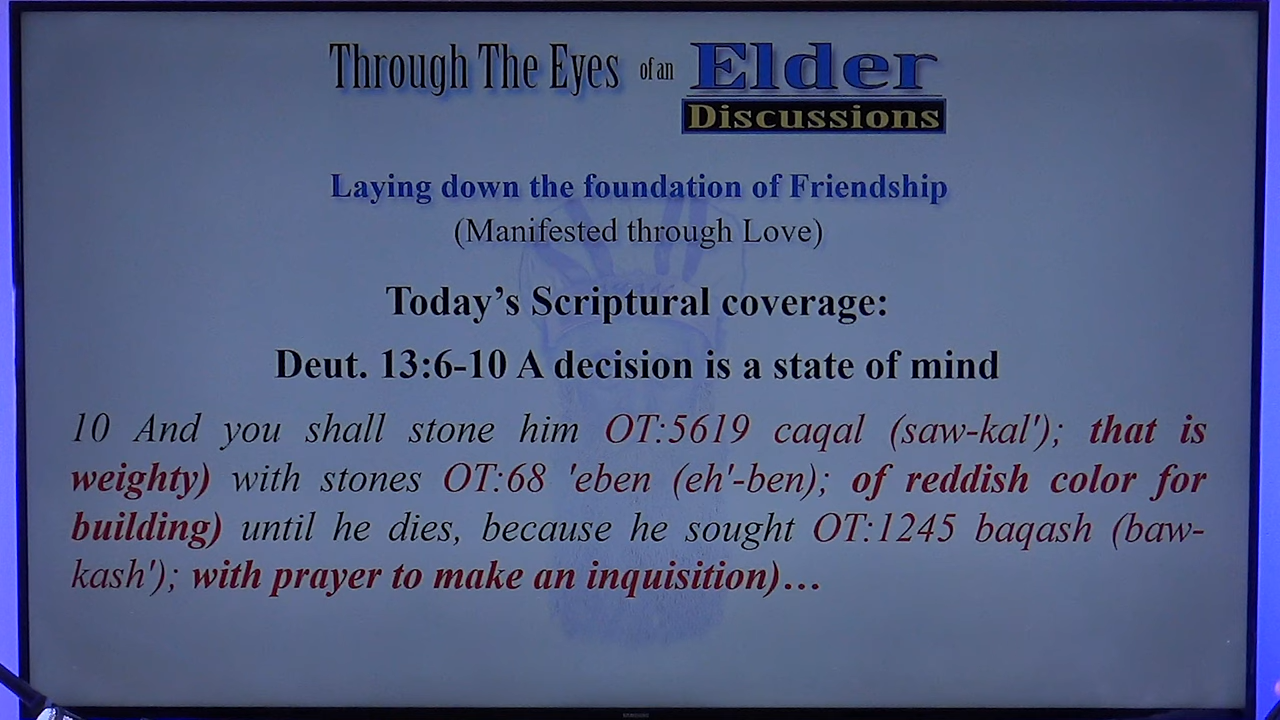 Through The Eyes of an Elder
Discussions
Laying down the foundation of Friendship
(Manifested through Love)
Today's Scriptural coverage:
Deut. 13:6-10 A decision is a state of mind
10 And you shall stone him OT:5619 caqal (saw-kal'); that is
weighty) with stones OT:68 'eben (eh'-ben); of reddish color for
building) until he dies, because he sought OT:1245 baqash (baw-
kash'); with prayer to make an inquisition)…